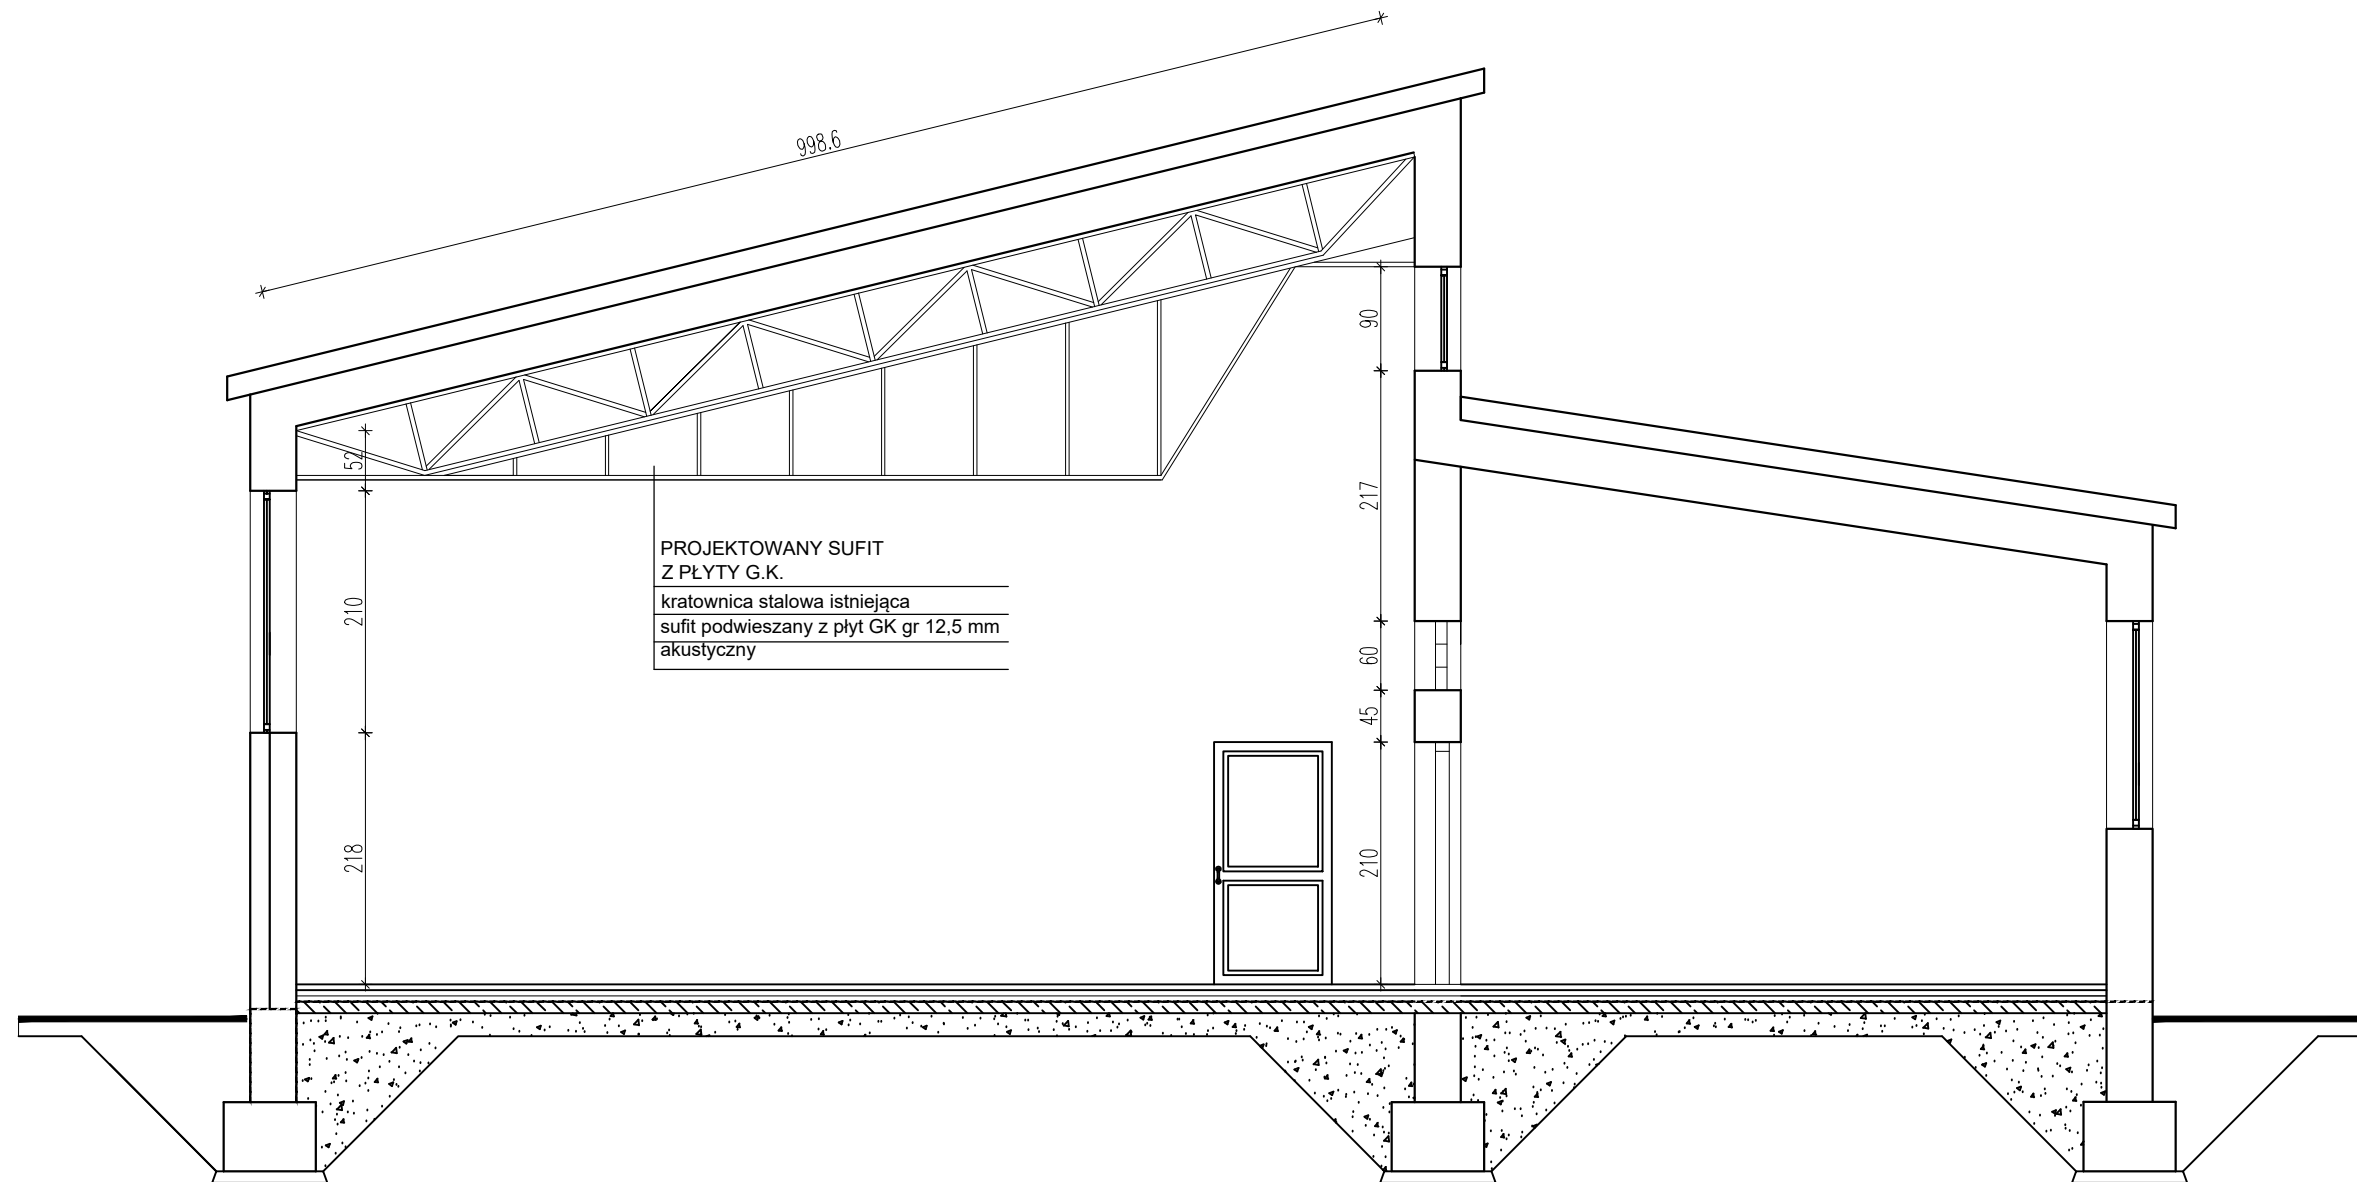 998.6
90
52
217
PROJEKTOWANY SUFIT
Z PŁYTY G.K.
kratownica stalowa istniejąca
sufit podwieszany z płyt GK gr 12,5 mm
akustyczny
210
60
45
218
210